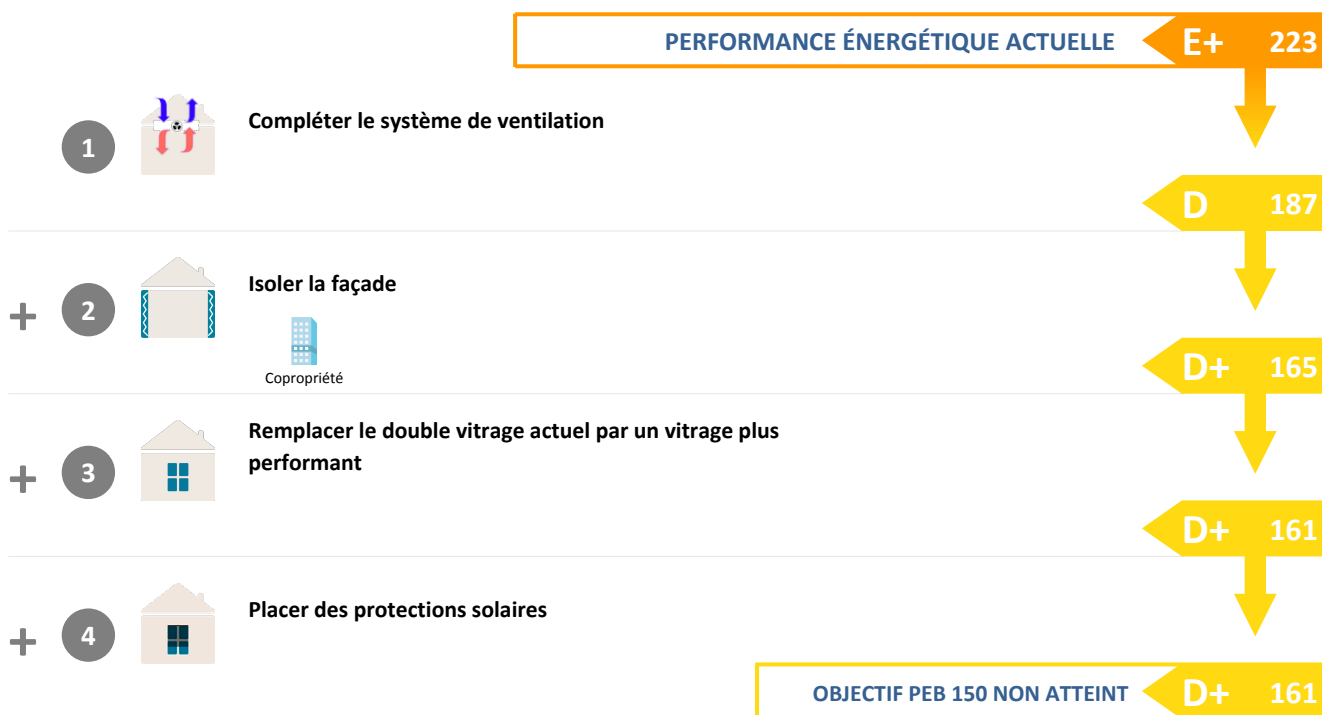 PERFORMANCE ÉNERGÉTIQUE ACTUELLE E+ 223
1 Compléter le système de ventilation
D 187
+ 2 Isoler la façade
Copropriété
D+ 165
+ 3 Remplacer le double vitrage actuel par un vitrage plus
performant
D+ 161
+ 4 Placer des protections solaires
OBJECTIF PEB 150 NON ATTEINT D+ 161